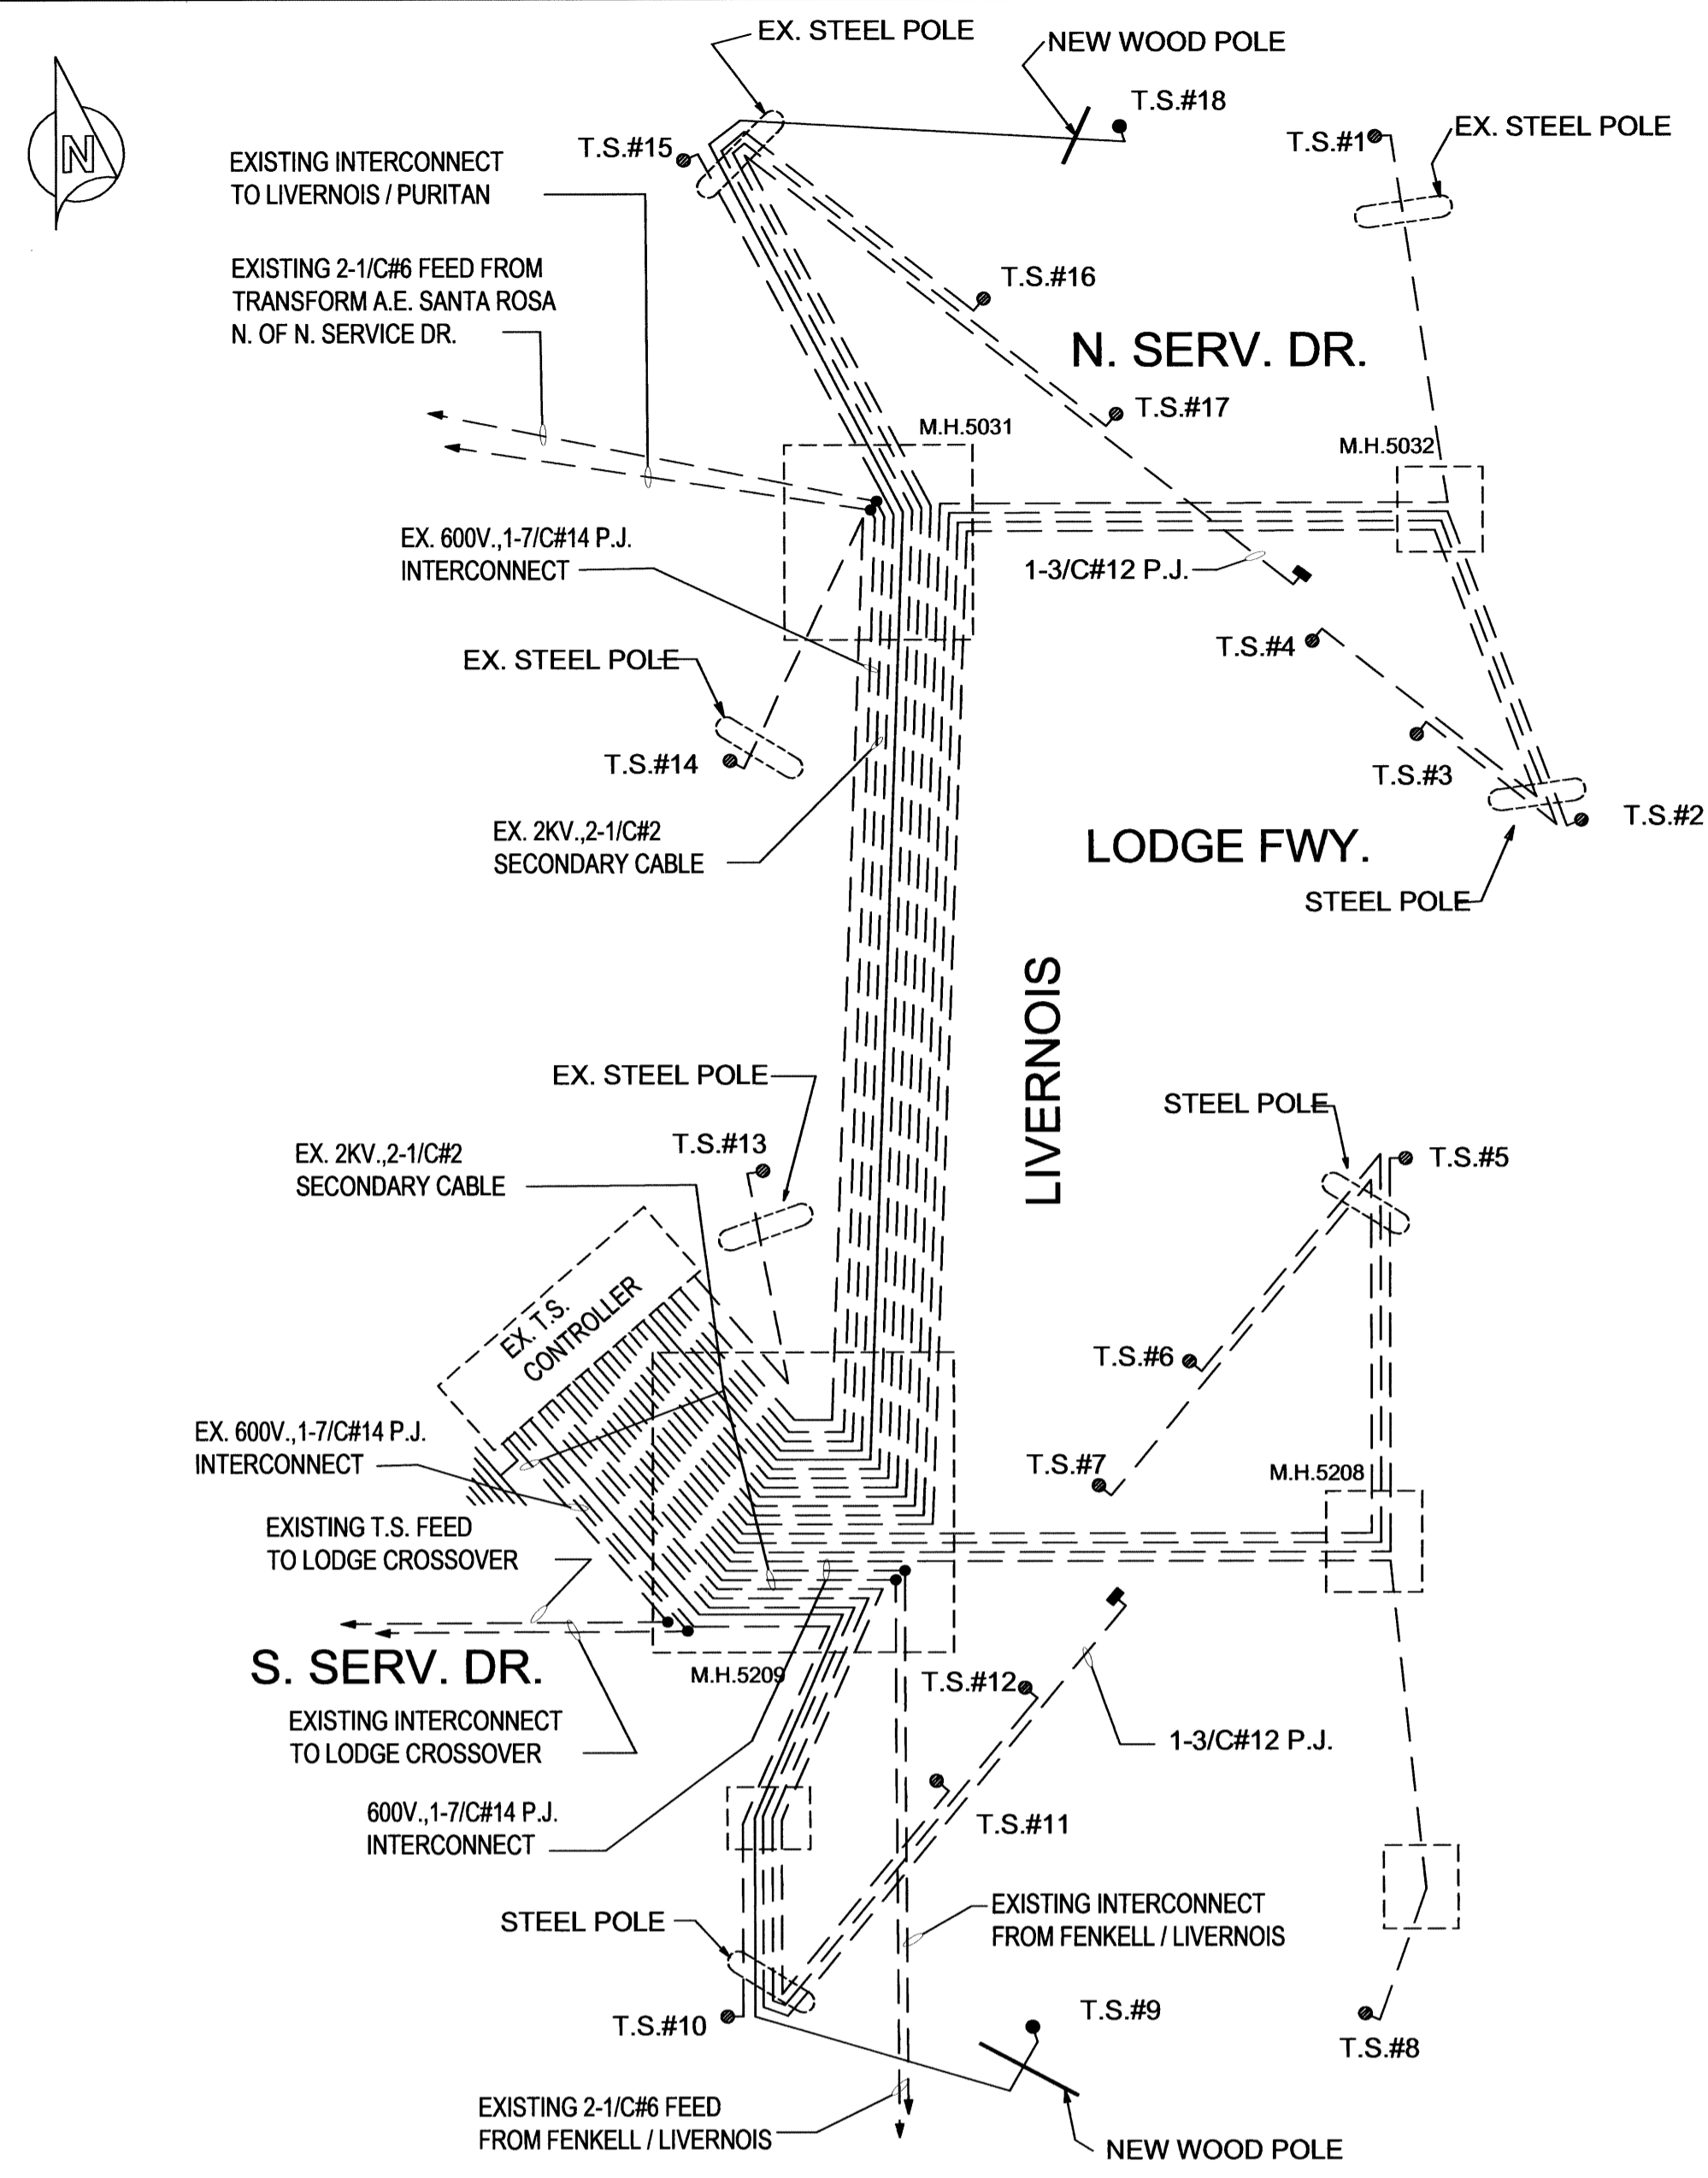 EX. STEEL POLE
NEW WOOD POLE
T.S.#18
T.S.#1
EX. STEEL POLE
T.S.#15
N
EXISTING INTERCONNECT
TO LIVERNOIS / PURITAN
EXISTING 2-1/C#6 FEED FROM
TRANSFORM A.E. SANTA ROSA
N. OF N. SERVICE DR.
T.S.#16
N. SERV. DR.
T.S.#17
M.H.5031
M.H.5032
EX. 600V.,1-7/C#14 P.J.
INTERCONNECT
1-3/C#12 P.J.
EX. STEEL POLE
T.S.#4
T.S.#14
T.S.#3
T.S.#2
EX. 2KV.,2-1/C#2
SECONDARY CABLE
LODGE FWY.
STEEL POLE
LIVERNOIS
EX. STEEL POLE
STEEL POLE
T.S.#13
T.S.#5
EX. 2KV.,2-1/C#2
SECONDARY CABLE
EX. T.S.
CONTROLLER
T.S.#6
EX. 600V.,1-7/C#14 P.J.
INTERCONNECT
T.S.#7
M.H.5208
EXISTING T.S. FEED
TO LODGE CROSSOVER
S. SERV. DR.
M.H.5209
T.S.#12
EXISTING INTERCONNECT
TO LODGE CROSSOVER
1-3/C#12 P.J.
600V.,1-7/C#14 P.J.
INTERCONNECT
T.S.#11
STEEL POLE
EXISTING INTERCONNECT
FROM FENKELL / LIVERNOIS
T.S.#10
T.S.#9
T.S.#8
EXISTING 2-1/C#6 FEED
FROM FENKELL / LIVERNOIS
NEW WOOD POLE